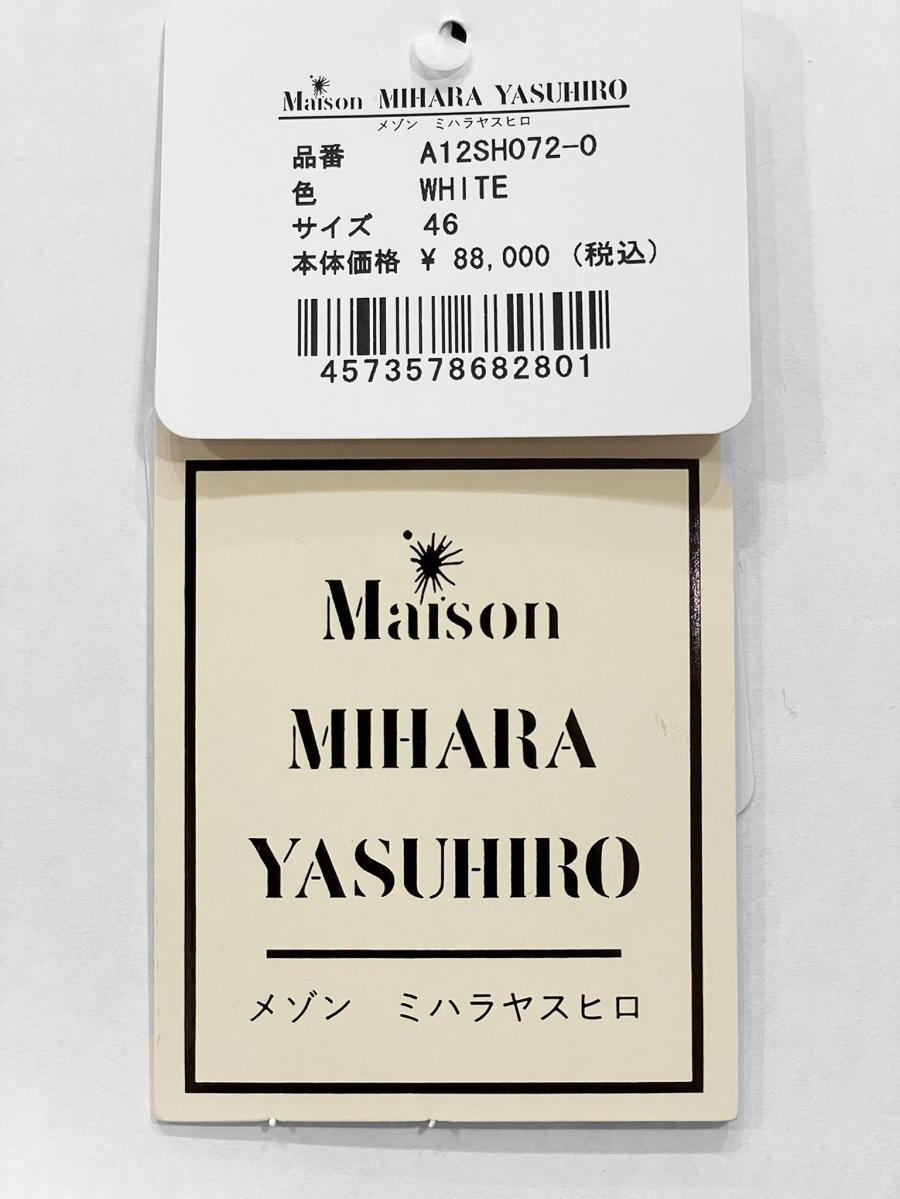 Maison MIHARA YASUHIRO
メゾン ミハラヤスヒロ
品番 A12SH072-0
色 WHITE
サイズ 46
本体価格 ¥ 88,000 (税込)
4573578682801
Maison
MIHARA
YASUHIRO
メゾン ミハラヤスヒロ